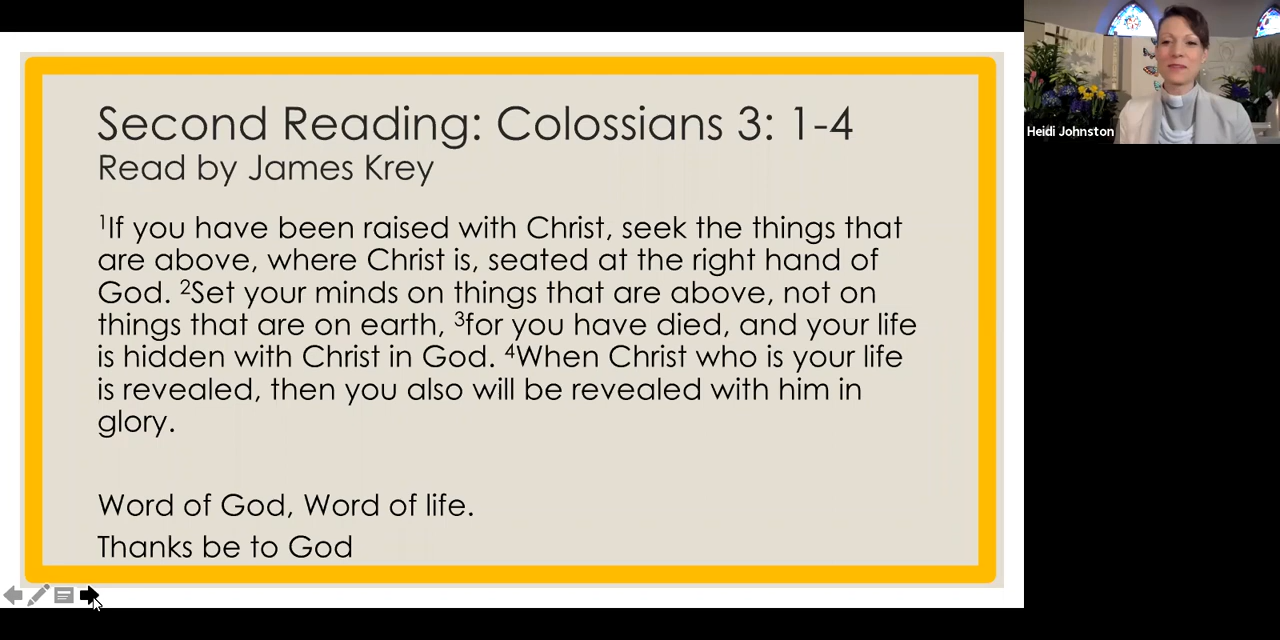 Second Reading: Colossians 3: 1-4
Read by James Krey
¹If you have been raised with Christ, seek the things that
are above, where Christ is, seated at the right hand of
God. ²Set your minds on things that are above, not on
things that are on earth, ³for you have died, and your life
is hidden with Christ in God. ⁴When Christ who is your life
is revealed, then you also will be revealed with him in
glory.
Word of God, Word of life.
Thanks be to God
Heidi Johnston